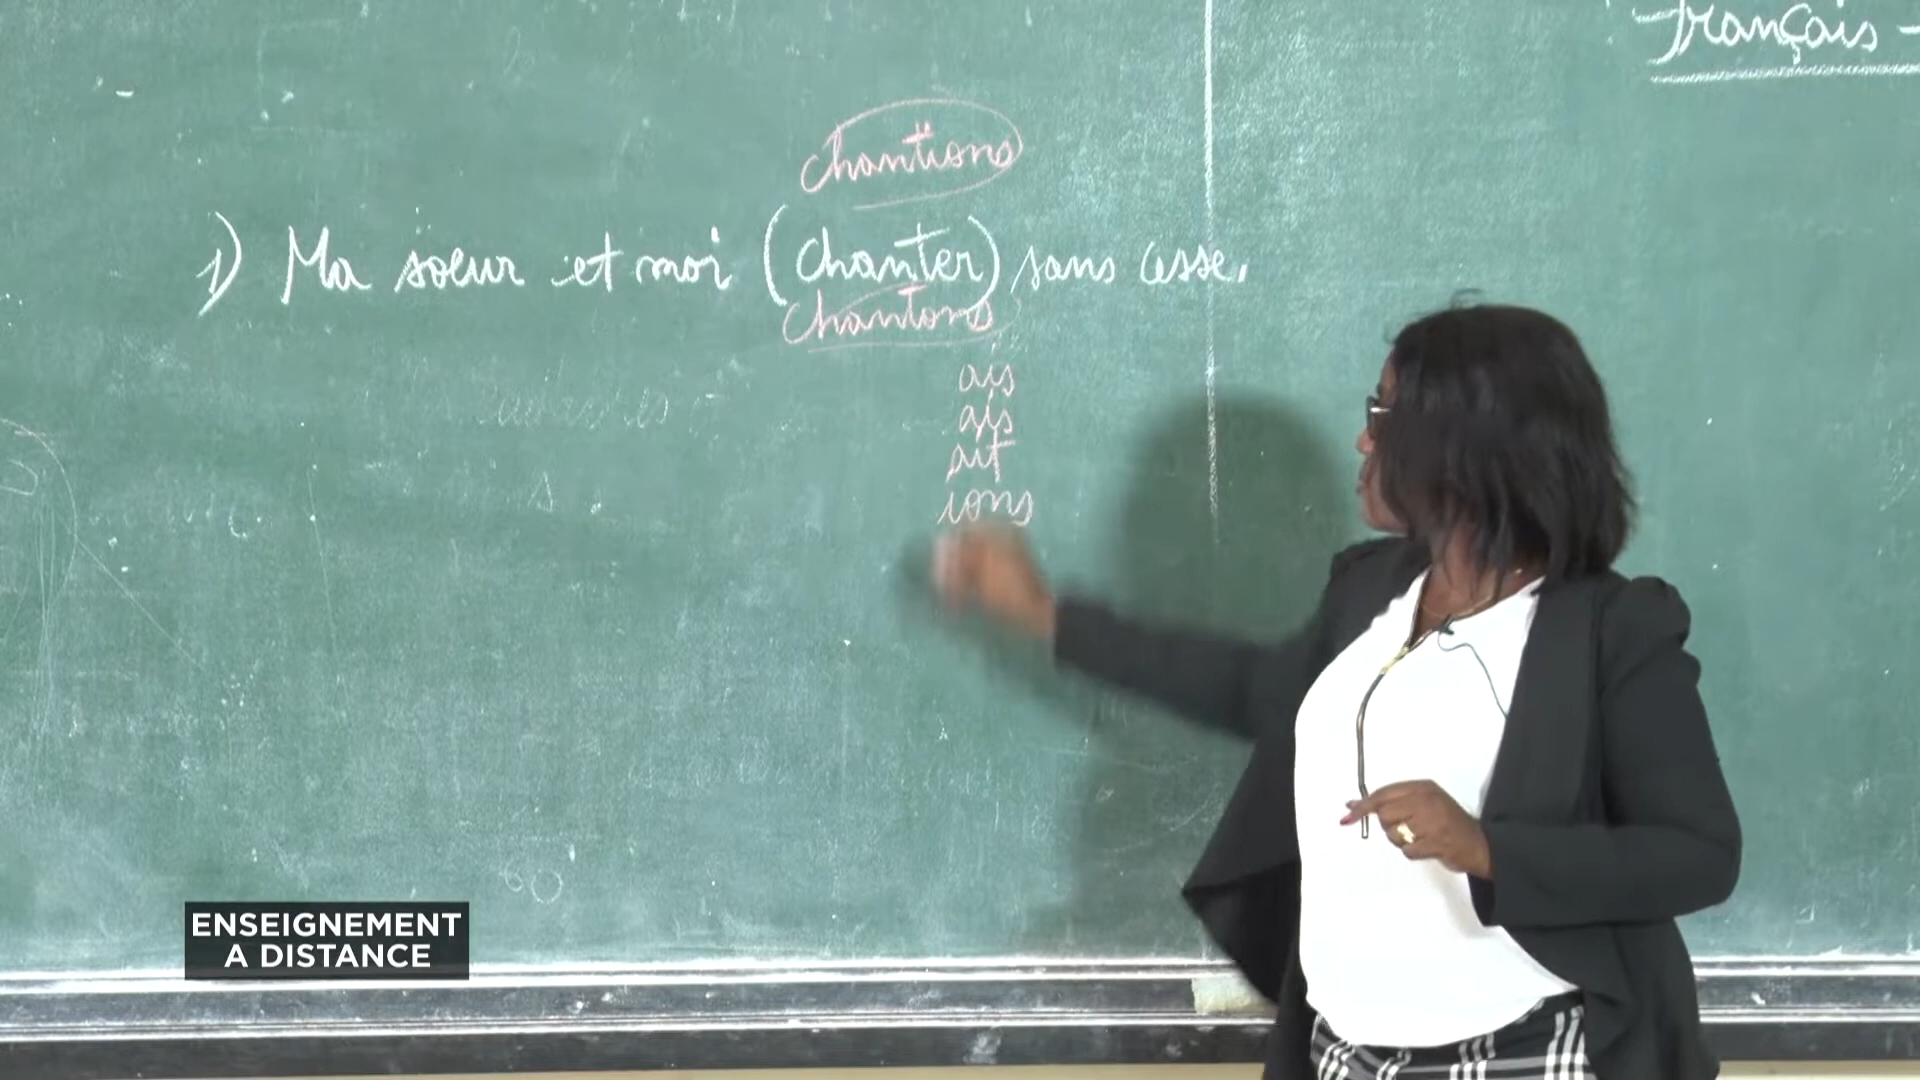 Français -
chantions
1) Ma soeur et moi (chanter) sans cesse.
chantons
ais
ais
ait
ions
ENSEIGNEMENT
A DISTANCE